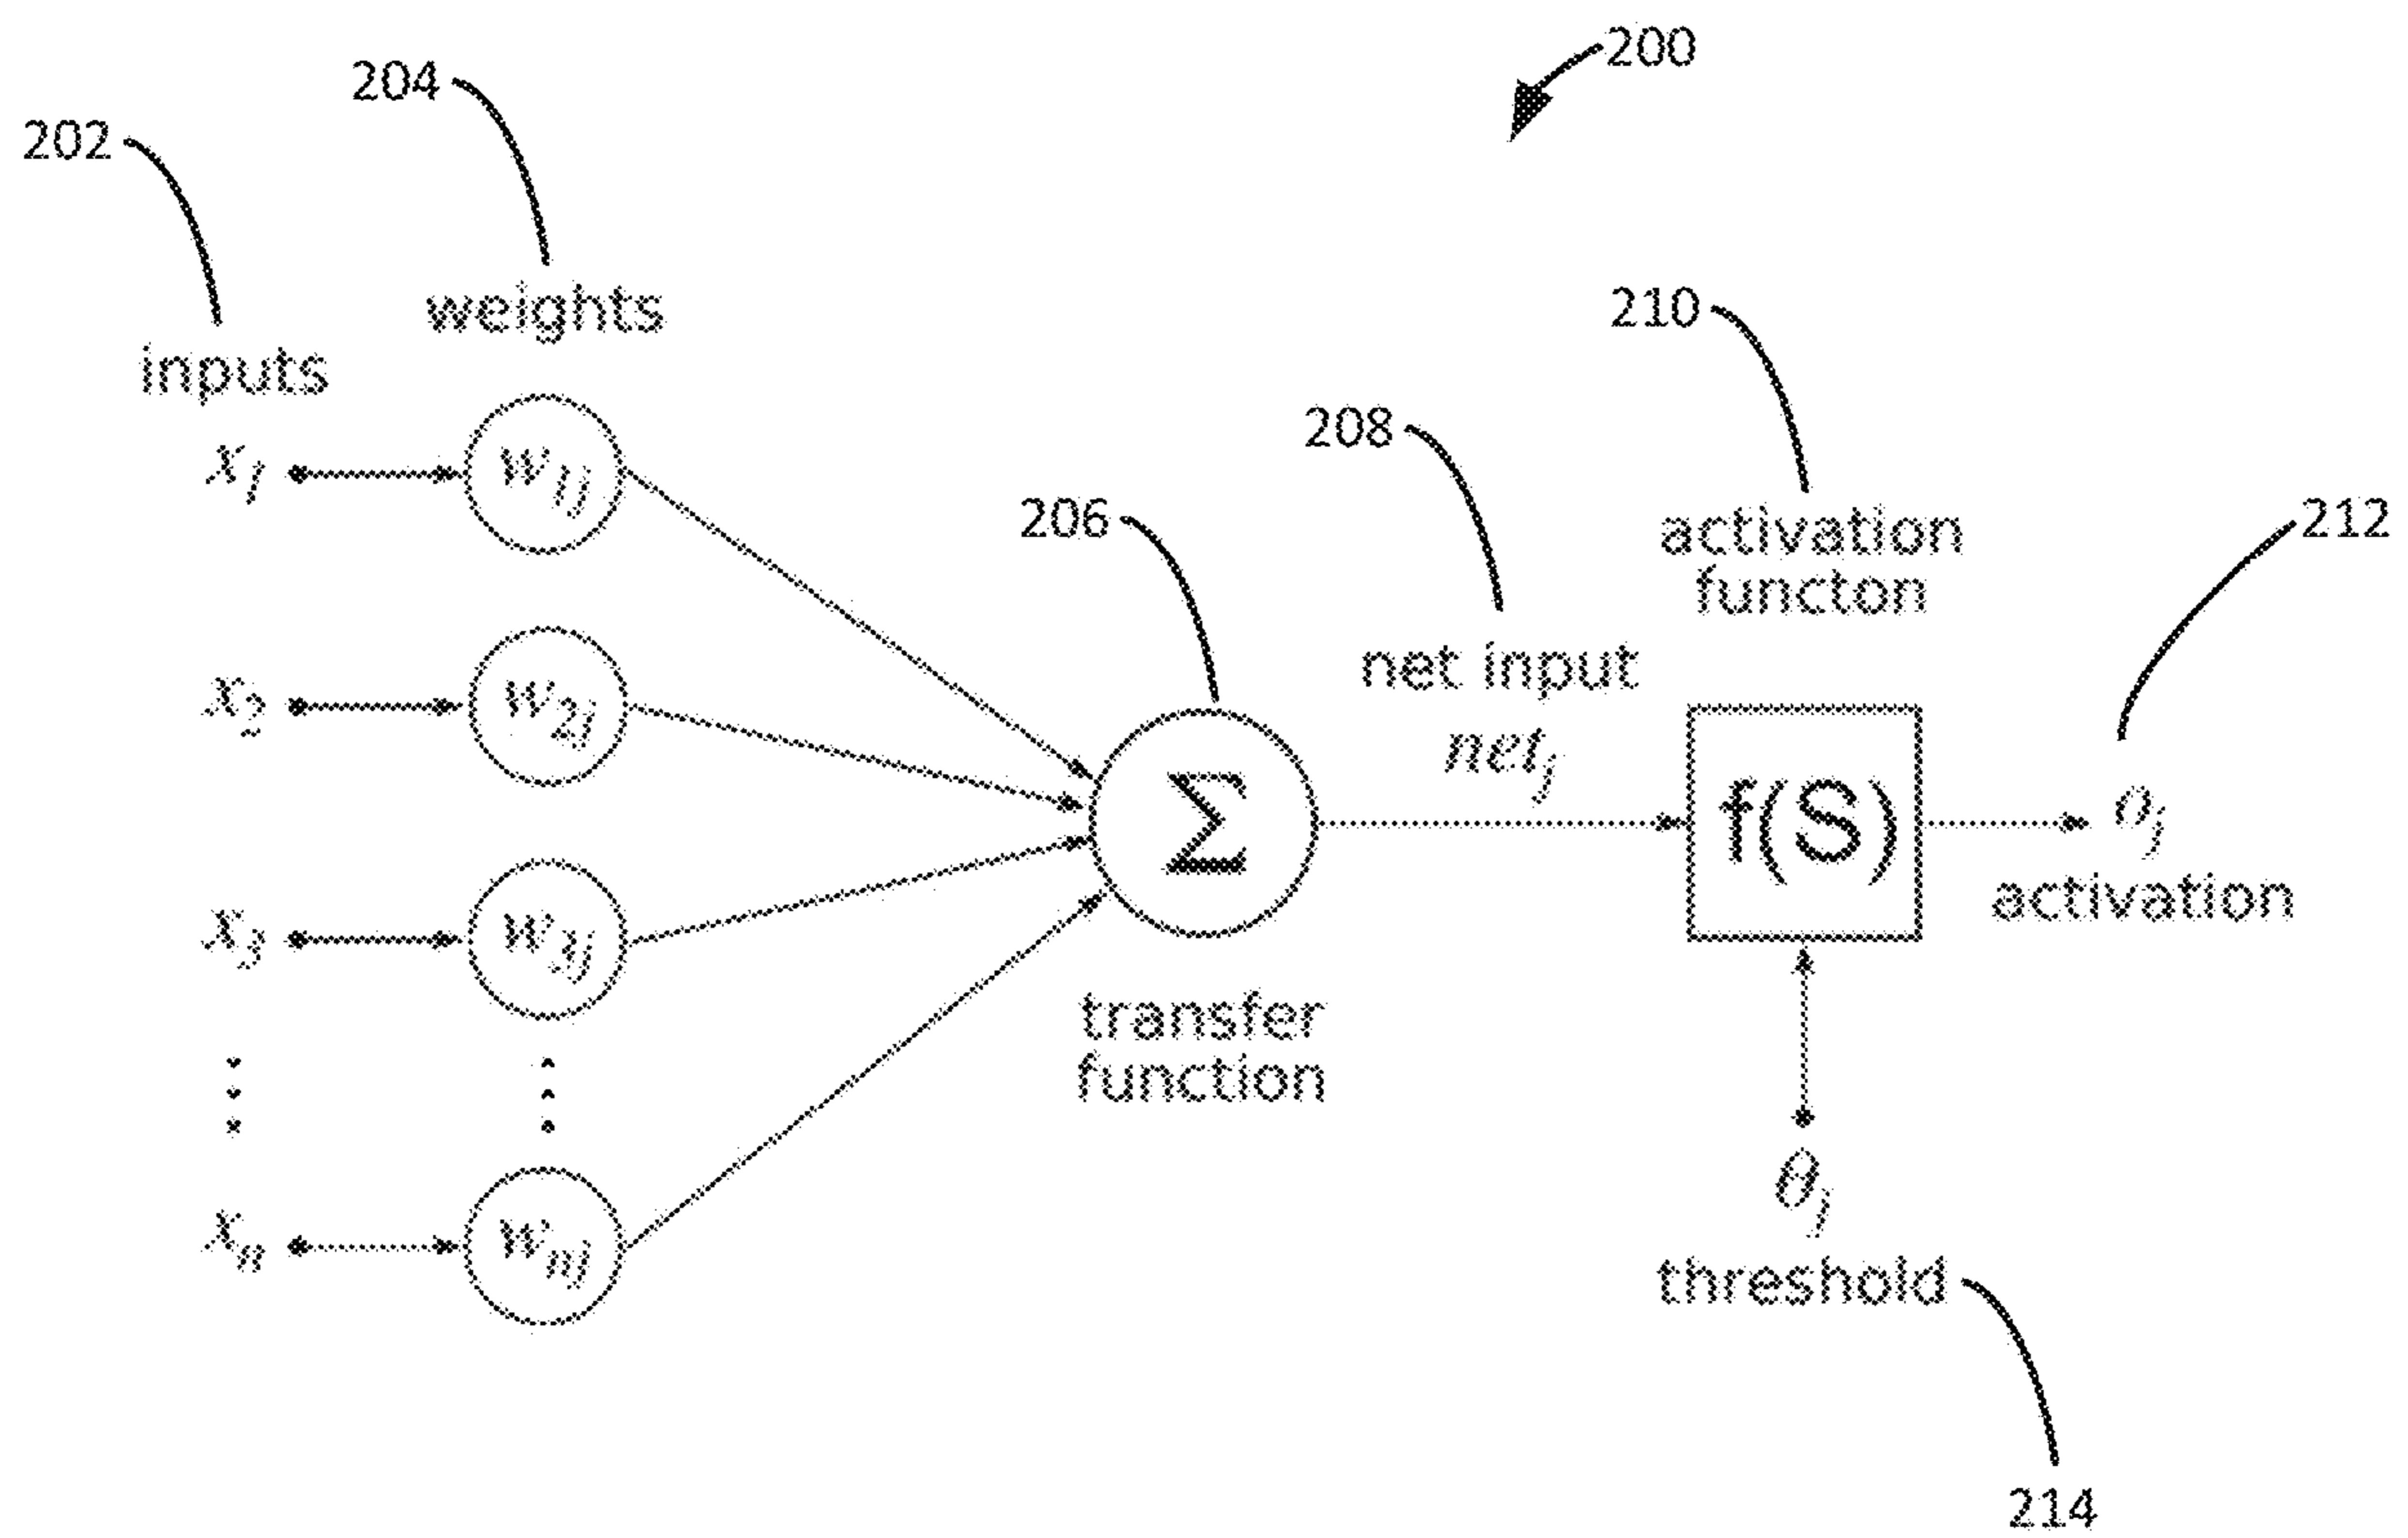 200
204
202
weights
210
inputs
208
activation
functon
212
206
x₁
w₁ⱼ
net input
netⱼ
x₂
w₂ⱼ
Σ
f(S)
oⱼ
activation
x₃
w₃ⱼ
transfer
function
xₙ
wₙⱼ
θⱼ
threshold
214